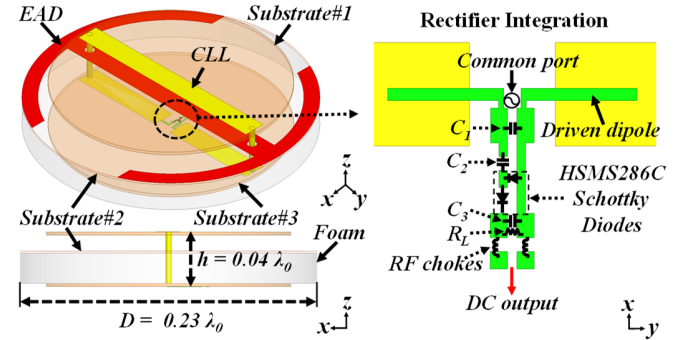 EAD
Substrate#1
CLL
Substrate#2
Substrate#3
z
x
y
Foam
h = 0.04 λ0
D = 0.23 λ0
z
x
Rectifier Integration
Common port
C1
Driven dipole
C2
HSMS286C
Schottky
Diodes
C3
RL
RF chokes
DC output
x
y